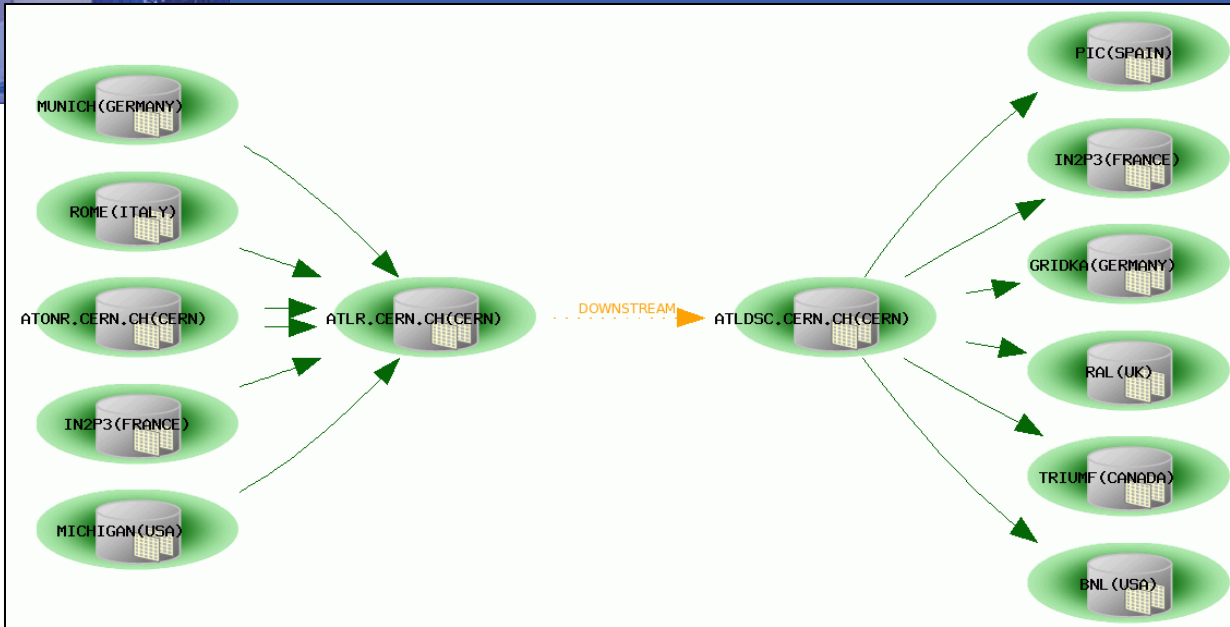 MUNICH(GERMANY)
ROME(ITALY)
ATONR.CERN.CH(CERN)
IN2P3(FRANCE)
MICHIGAN(USA)
ATLR.CERN.CH(CERN)
DOWNSTREAM
ATLDSC.CERN.CH(CERN)
PIC(SPAIN)
IN2P3(FRANCE)
GRIDKA(GERMANY)
RAL(UK)
TRIUMF(CANADA)
BNL(USA)